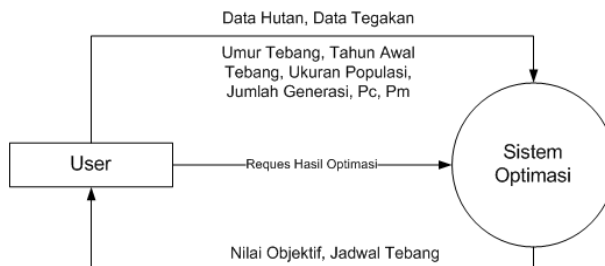 Data Hutan, Data Tegakan
Umur Tebang, Tahun Awal
Tebang, Ukuran Populasi,
Jumlah Generasi, Pc, Pm
User
Reques Hasil Optimasi
Sistem
Optimasi
Nilai Objektif, Jadwal Tebang